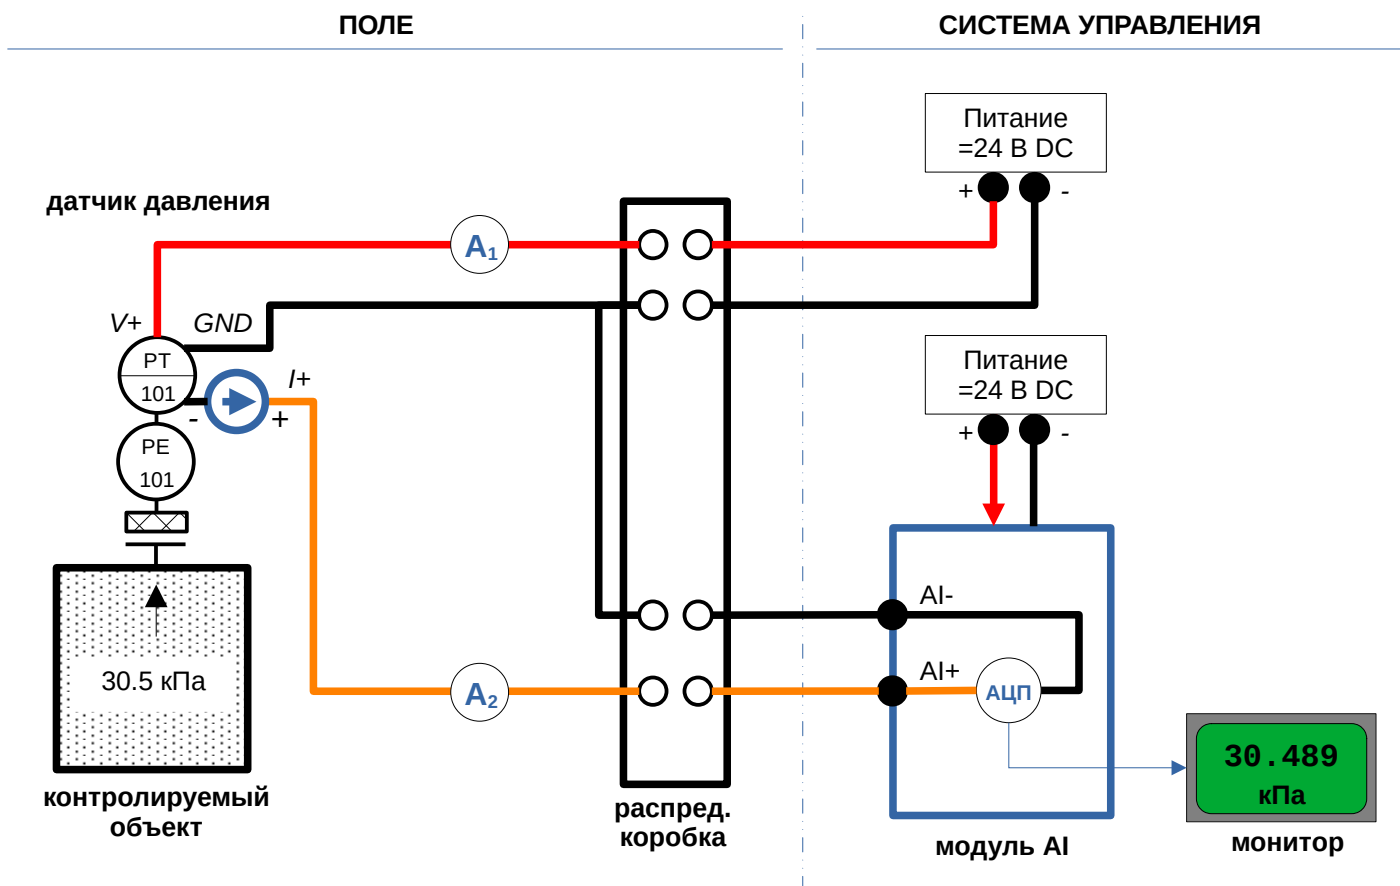 ПОЛЕ
СИСТЕМА УПРАВЛЕНИЯ
Питание
=24 В DC
+
-
датчик давления
A1
V+
GND
PT
101
I+
-
+
PE
101
Питание
=24 В DC
+
-
30.5 кПа
контролируемый
объект
A2
распред.
коробка
AI-
AI+
АЦП
модуль AI
30.489
кПа
монитор